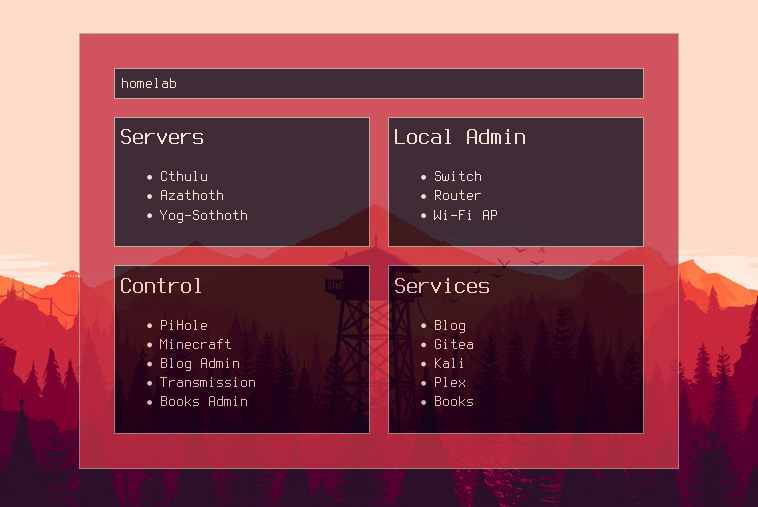 homelab
Servers
Cthulu
Azathoth
Yog-Sothoth
Local Admin
Switch
Router
Wi-Fi AP
Control
PiHole
Minecraft
Blog Admin
Transmission
Books Admin
Services
Blog
Gitea
Kali
Plex
Books